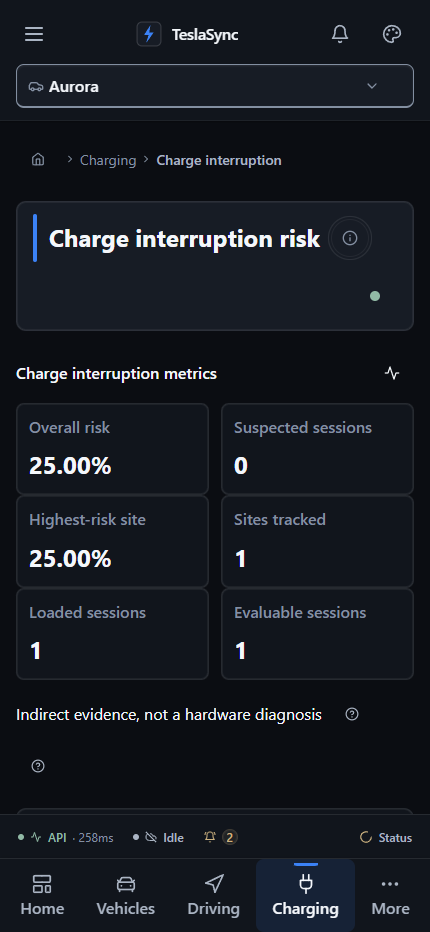 TeslaSync
Aurora
Charging
Charge interruption
Charge interruption risk
Charge interruption metrics
Overall risk
25.00%
Suspected sessions
0
Highest-risk site
25.00%
Sites tracked
1
Loaded sessions
1
Evaluable sessions
1
Indirect evidence, not a hardware diagnosis
API · 258ms
Idle
2
Status
Home
Vehicles
Driving
Charging
More